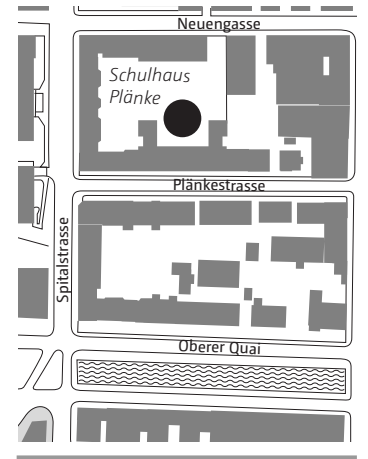 Neuengasse
Schulhaus
Plänke
Plänkestrasse
Spitalstrasse
Oberer Quai